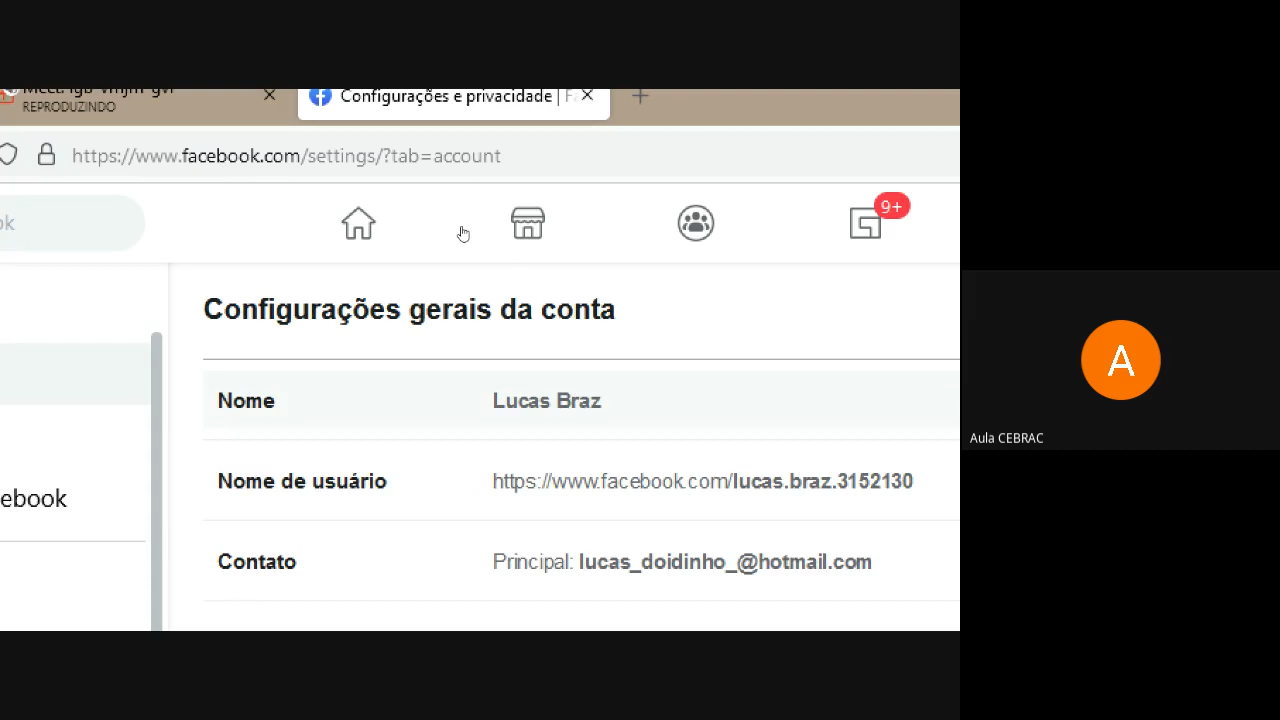 REPRODUZINDO
Configurações e privacidade |
https://www.facebook.com/settings/?tab=account
ok
9+
Configurações gerais da conta
Nome Lucas Braz
Nome de usuário https://www.facebook.com/lucas.braz.3152130
ebook
Contato Principal: lucas_doidinho_@hotmail.com
A
Aula CEBRAC